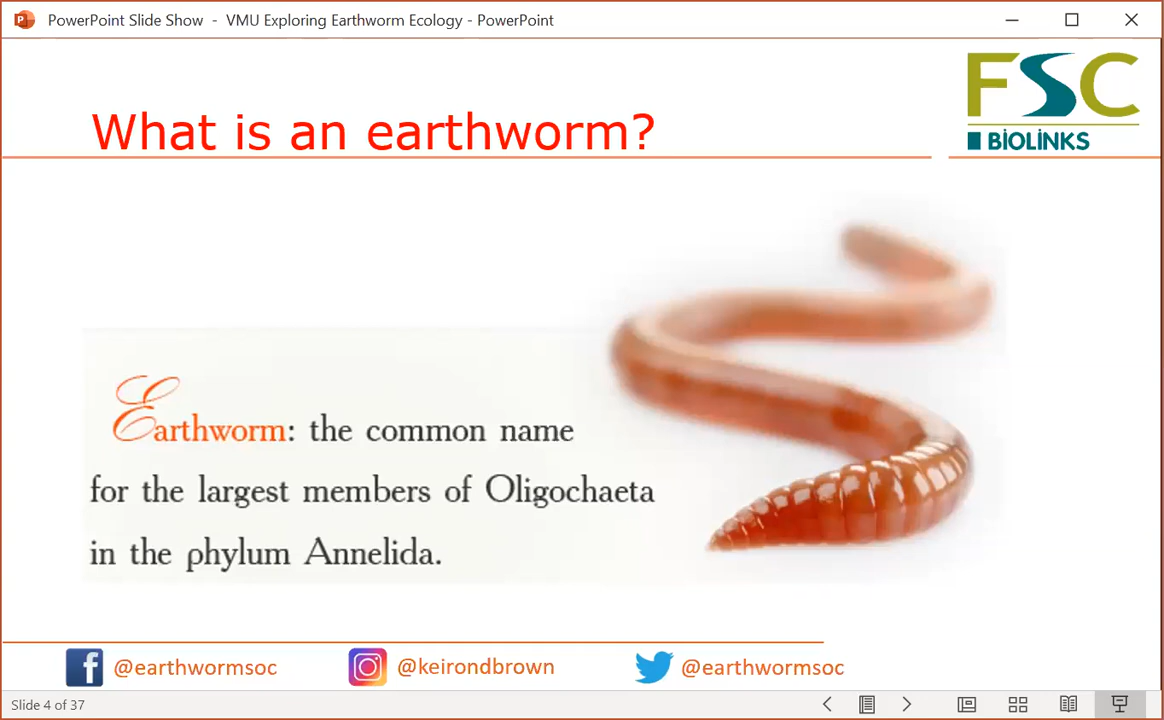 PowerPoint Slide Show - VMU Exploring Earthworm Ecology - PowerPoint
FSC
BIOLINKS
What is an earthworm?
Earthworm: the common name
for the largest members of Oligochaeta
in the phylum Annelida.
@earthwormsoc
@keirondbrown
@earthwormsoc
Slide 4 of 37